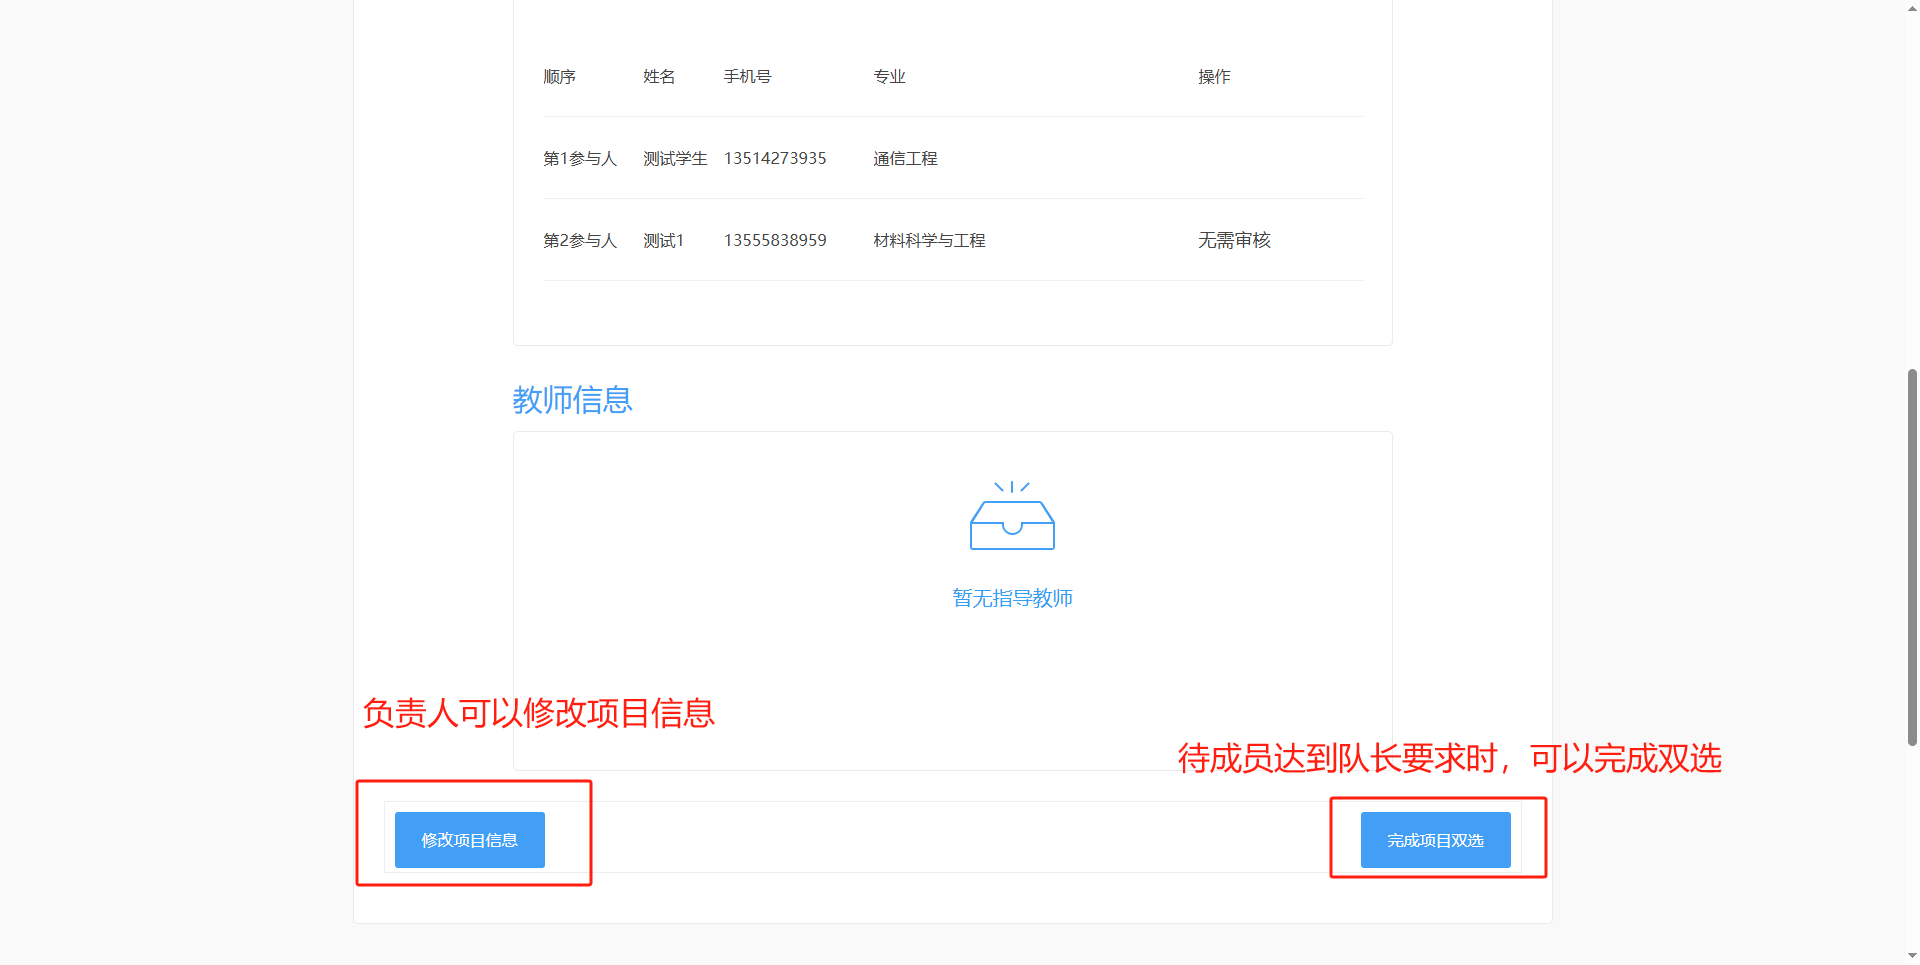 顺序 姓名 手机号 专业 操作
第1参与人 测试学生 13514273935 通信工程
第2参与人 测试1 13555838959 材料科学与工程 无需审核
教师信息
暂无指导教师
负责人可以修改项目信息
待成员达到队长要求时，可以完成双选
修改项目信息 完成项目双选